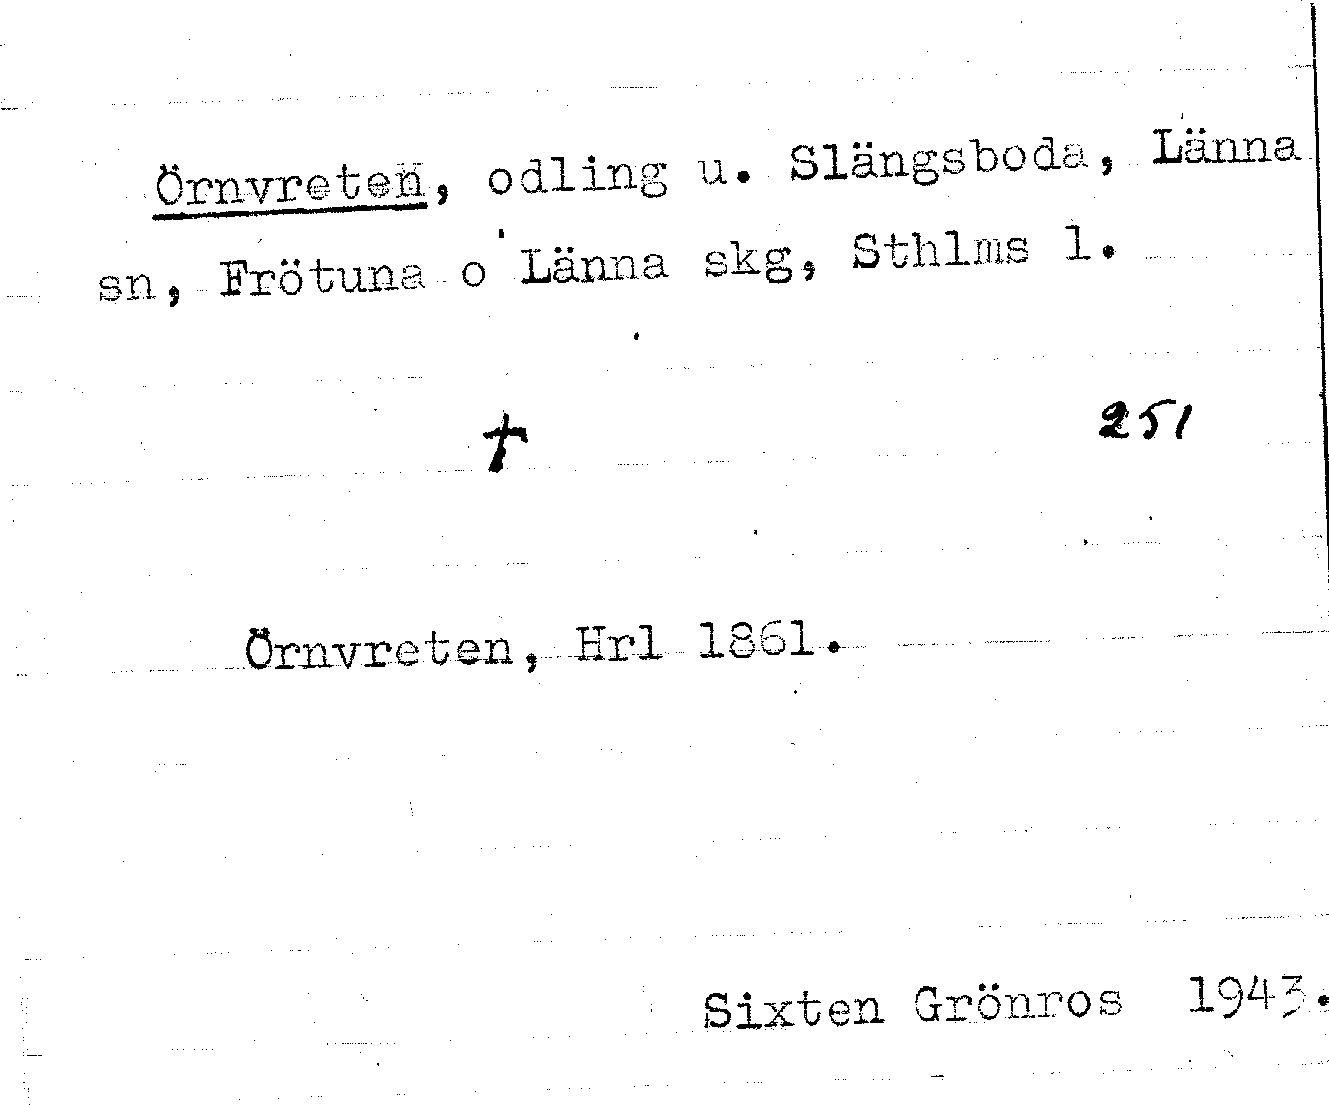 Örnvreten, odling u. Slängsboda, Länna
sn, Frötuna o Länna skg, Sthlms l.
† 251
Örnvreten, Hrl 1861.
Sixten Grönros 1943.